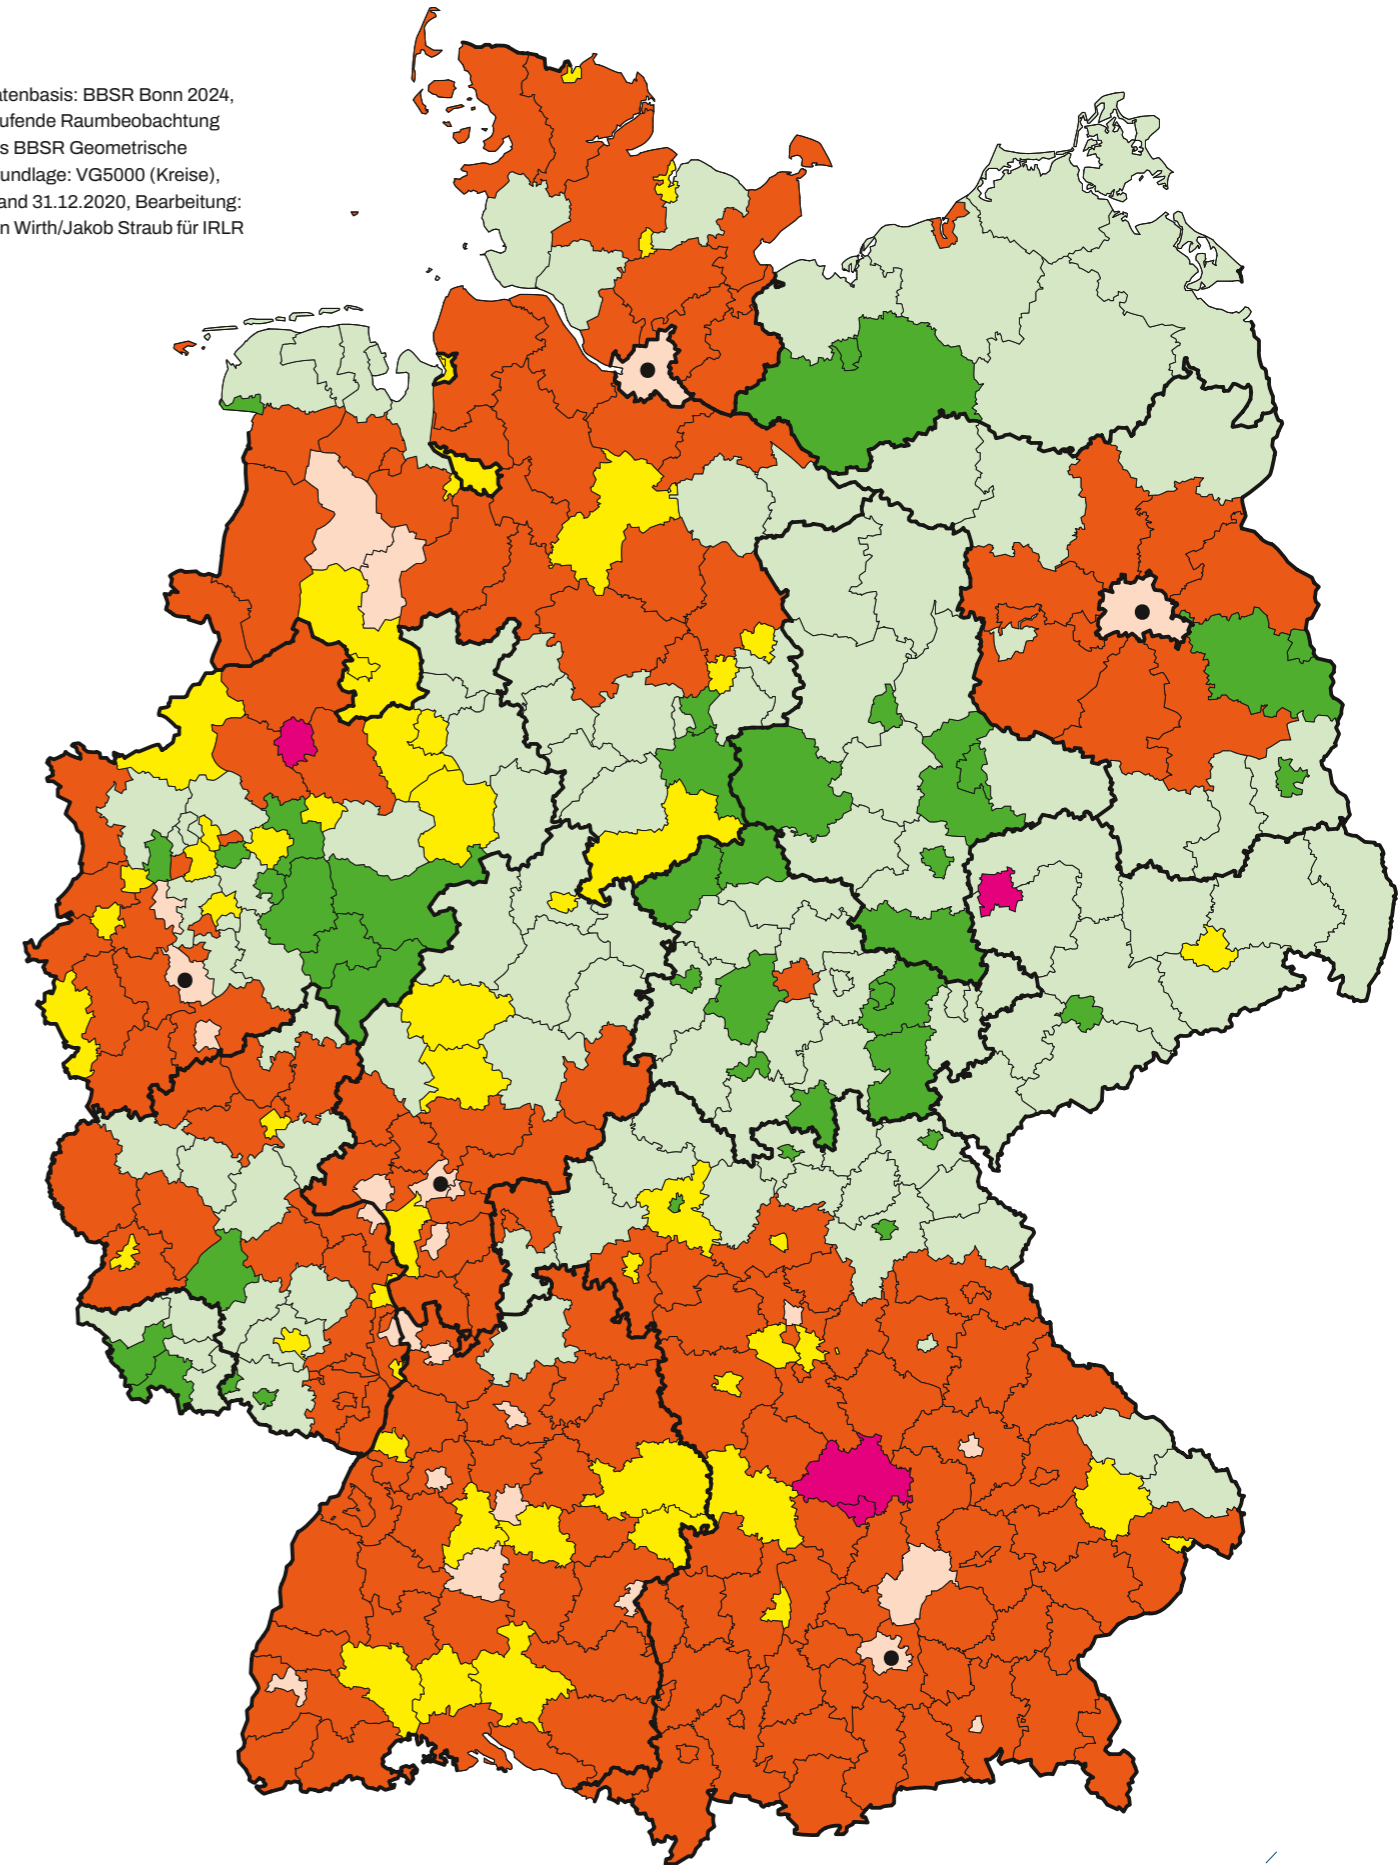 atenbasis: BBSR Bonn 2024,
ufende Raumbeobachtung
s BBSR Geometrische
undlage: VG5000 (Kreise),
and 31.12.2020, Bearbeitung:
n Wirth/Jakob Straub für IRLR